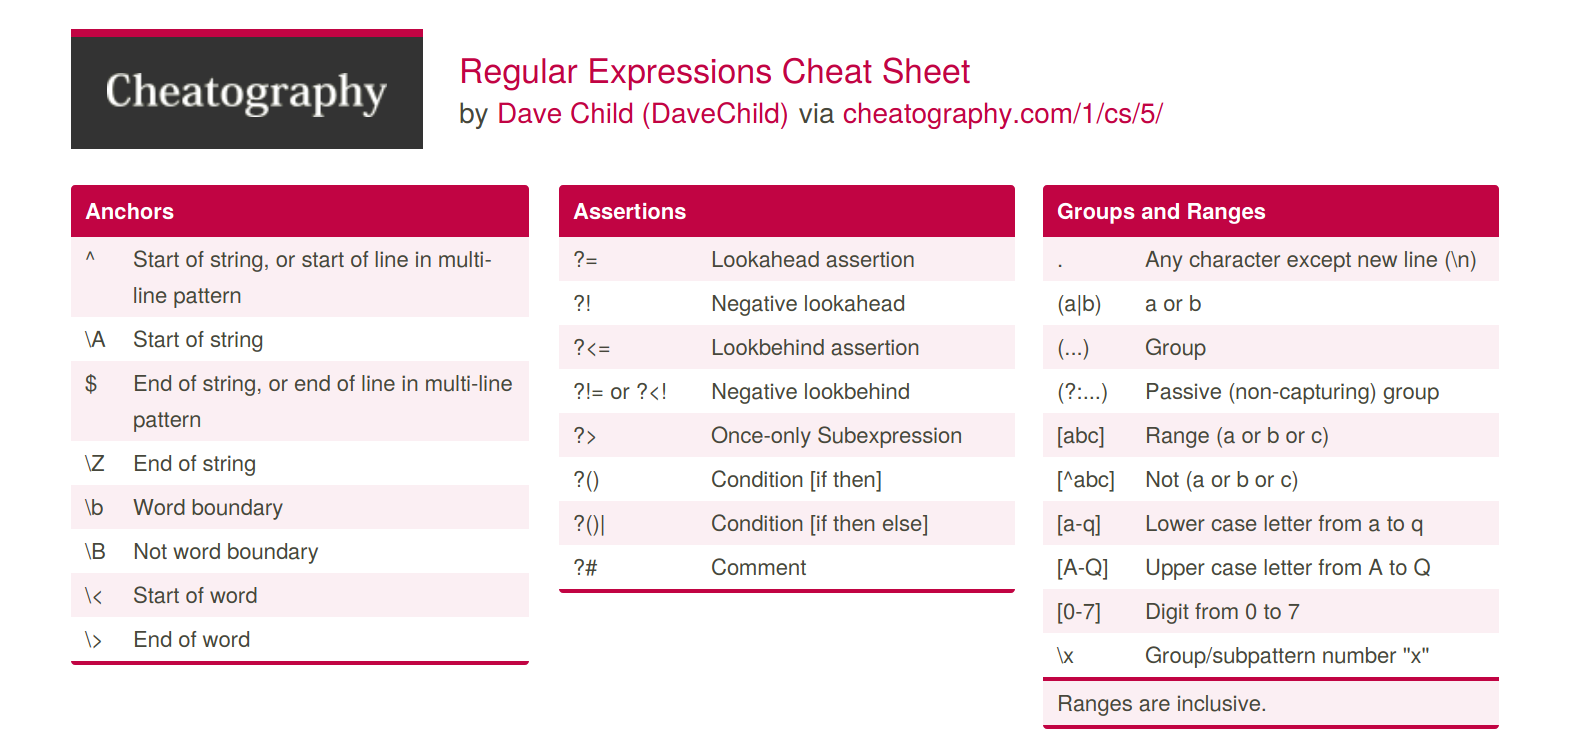 Cheatography
Regular Expressions Cheat Sheet
by Dave Child (DaveChild) via cheatography.com/1/cs/5/
Anchors
^ Start of string, or start of line in multi-
line pattern
\A Start of string
$ End of string, or end of line in multi-line
pattern
\Z End of string
\b Word boundary
\B Not word boundary
\< Start of word
\> End of word
Assertions
?= Lookahead assertion
?! Negative lookahead
?<= Lookbehind assertion
?!= or ?<! Negative lookbehind
?> Once-only Subexpression
?() Condition [if then]
?()| Condition [if then else]
?# Comment
Groups and Ranges
. Any character except new line (\n)
(a|b) a or b
(...) Group
(?:...) Passive (non-capturing) group
[abc] Range (a or b or c)
[^abc] Not (a or b or c)
[a-q] Lower case letter from a to q
[A-Q] Upper case letter from A to Q
[0-7] Digit from 0 to 7
\x Group/subpattern number "x"
Ranges are inclusive.